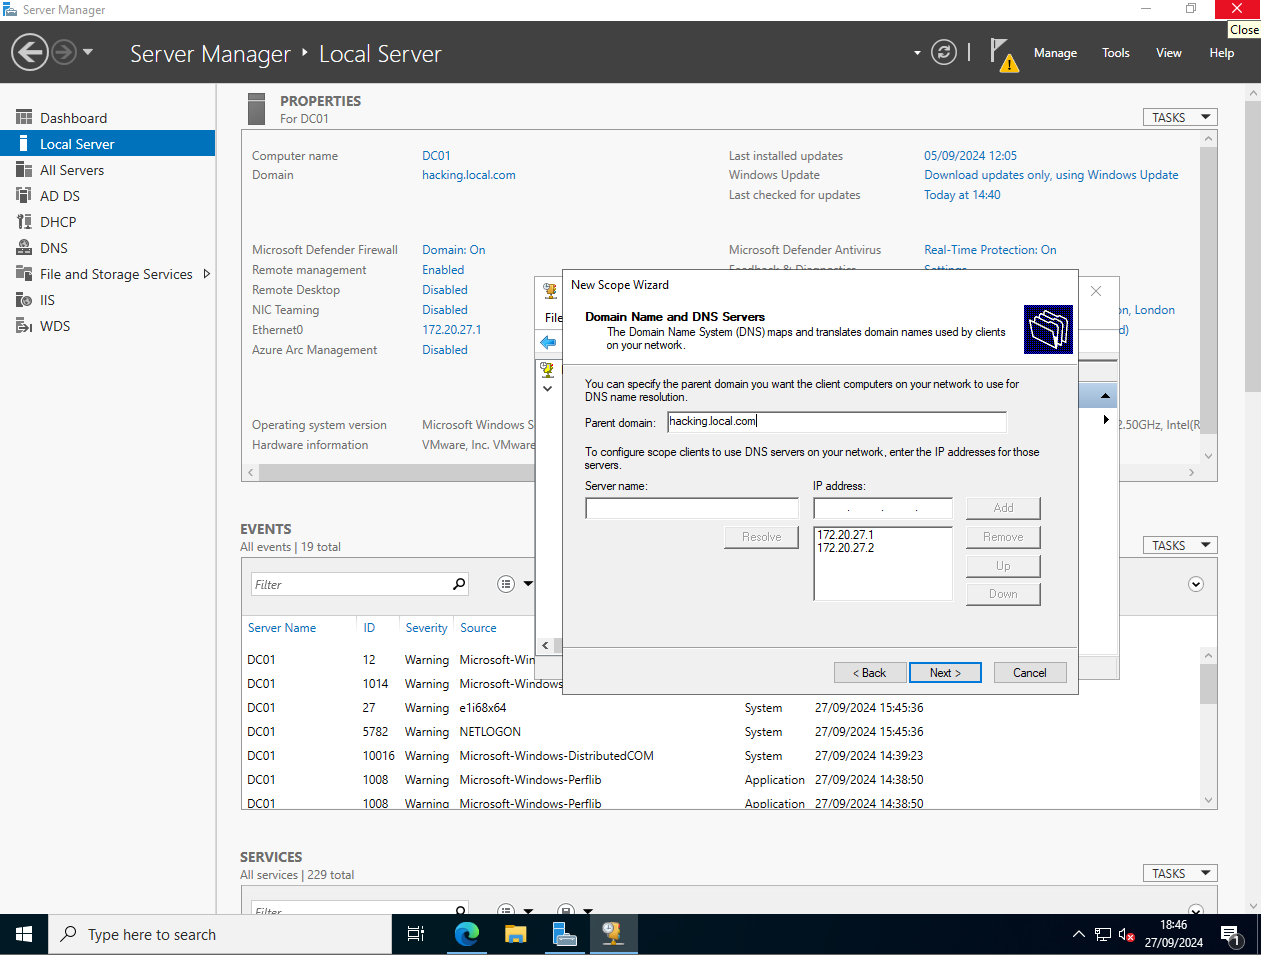 Server Manager
Close
Server Manager ‣ Local Server
Manage
Tools
View
Help
Dashboard
Local Server
All Servers
AD DS
DHCP
DNS
File and Storage Services
IIS
WDS
PROPERTIES
For DC01
TASKS
Computer name DC01
Domain hacking.local.com
Last installed updates 05/09/2024 12:05
Windows Update Download updates only, using Windows Update
Last checked for updates Today at 14:40
Microsoft Defender Firewall Domain: On
Remote management Enabled
Remote Desktop Disabled
NIC Teaming Disabled
Ethernet0 172.20.27.1
Azure Arc Management Disabled
Microsoft Defender Antivirus Real-Time Protection: On
Feedback & Diagnostics Settings
London
Operating system version Microsoft Windows S
Hardware information VMware, Inc. VMware
2.50GHz, Intel(R
File
New Scope Wizard
Domain Name and DNS Servers
The Domain Name System (DNS) maps and translates domain names used by clients
on your network.
You can specify the parent domain you want the client computers on your network to use for
DNS name resolution.
Parent domain: hacking.local.com
To configure scope clients to use DNS servers on your network, enter the IP addresses for those
servers.
Server name:
IP address:
Add
Resolve
172.20.27.1
172.20.27.2
Remove
Up
Down
< Back
Next >
Cancel
EVENTS
All events | 19 total
TASKS
Filter
Server Name ID Severity Source
DC01 12 Warning Microsoft-Win
DC01 1014 Warning Microsoft-Windows
DC01 27 Warning e1i68x64 System 27/09/2024 15:45:36
DC01 5782 Warning NETLOGON System 27/09/2024 15:45:36
DC01 10016 Warning Microsoft-Windows-DistributedCOM System 27/09/2024 14:39:23
DC01 1008 Warning Microsoft-Windows-Perflib Application 27/09/2024 14:38:50
DC01 1008 Warning Microsoft-Windows-Perflib Application 27/09/2024 14:38:50
SERVICES
All services | 229 total
TASKS
Filter
Type here to search
18:46
27/09/2024
1